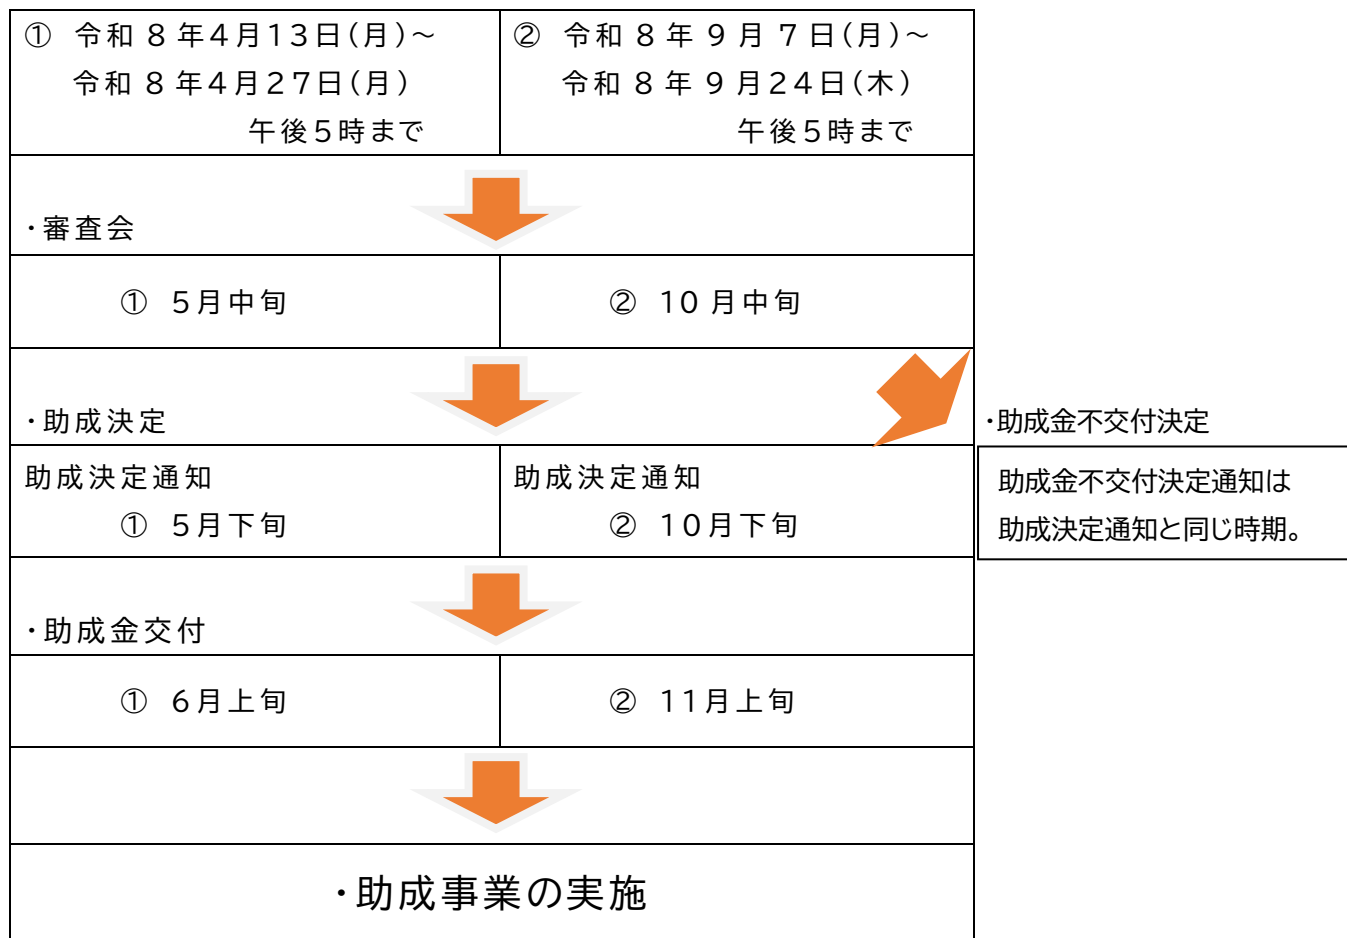 ① 令和 8 年4月13日(月)~
令和 8 年4月27日(月)
午後5時まで
② 令和 8 年 9 月 7 日(月)~
令和 8 年 9 月24日(木)
午後5時まで
・審査会
① 5月中旬
② 10 月中旬
・助成決定
・助成金不交付決定
助成決定通知
① 5月下旬
助成決定通知
② 10月下旬
助成金不交付決定通知は
助成決定通知と同じ時期。
・助成金交付
① 6月上旬
② 11月上旬
・助成事業の実施